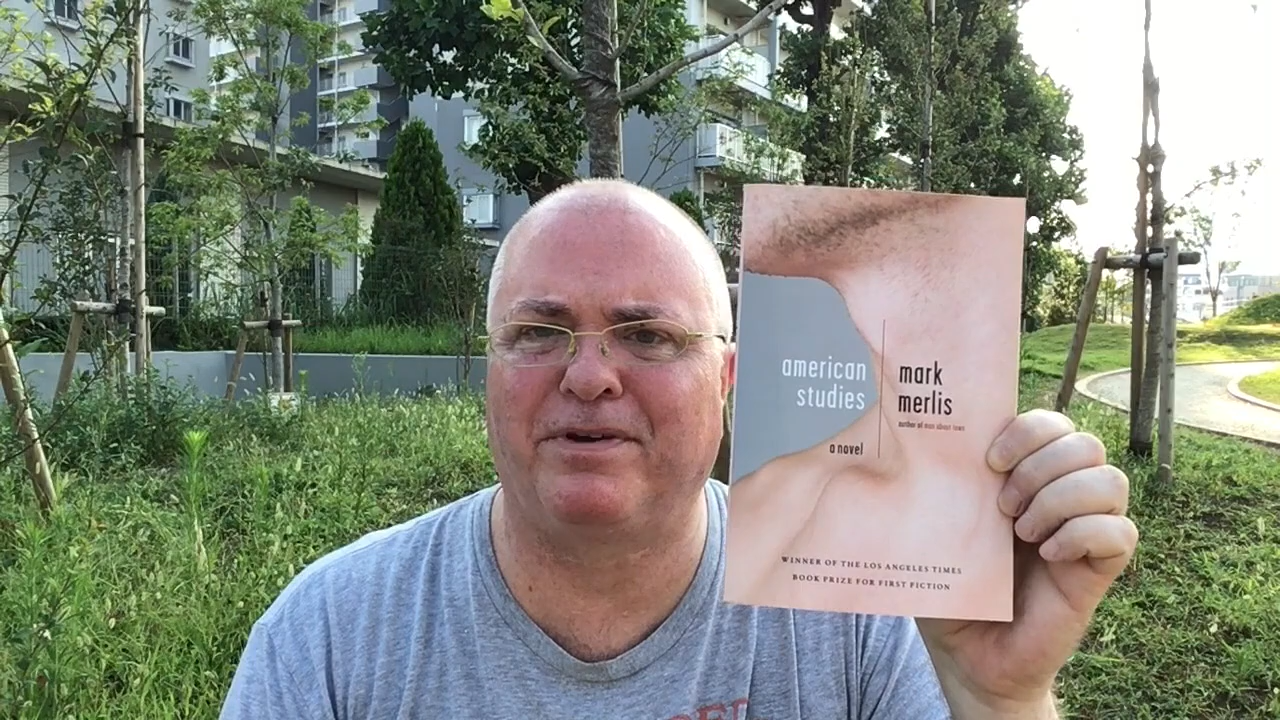 american
studies
a novel
mark
merlis
author of man about town
WINNER OF THE LOS ANGELES TIMES
BOOK PRIZE FOR FIRST FICTION